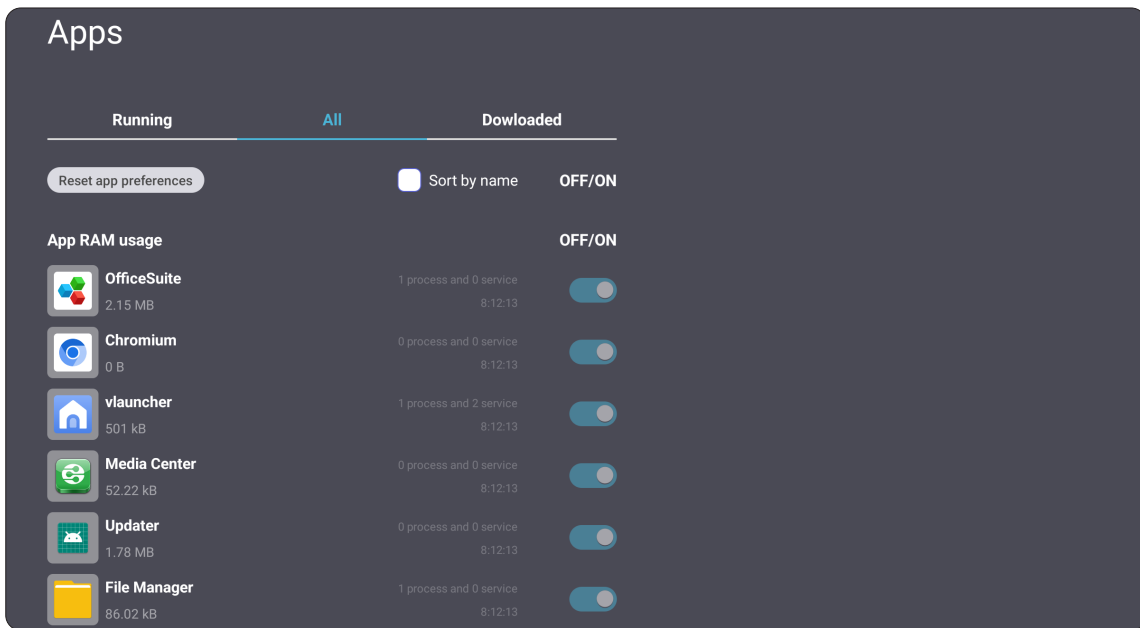 Apps
Running All Dowloaded
Reset app preferences Sort by name OFF/ON
App RAM usage OFF/ON
OfficeSuite 1 process and 0 service
2.15 MB 8:12:13
Chromium 0 process and 0 service
0 B 8:12:13
vlauncher 1 process and 2 service
501 kB 8:12:13
Media Center 0 process and 0 service
52.22 kB 8:12:13
Updater 0 process and 0 service
1.78 MB 8:12:13
File Manager 1 process and 0 service
86.02 kB 8:12:13